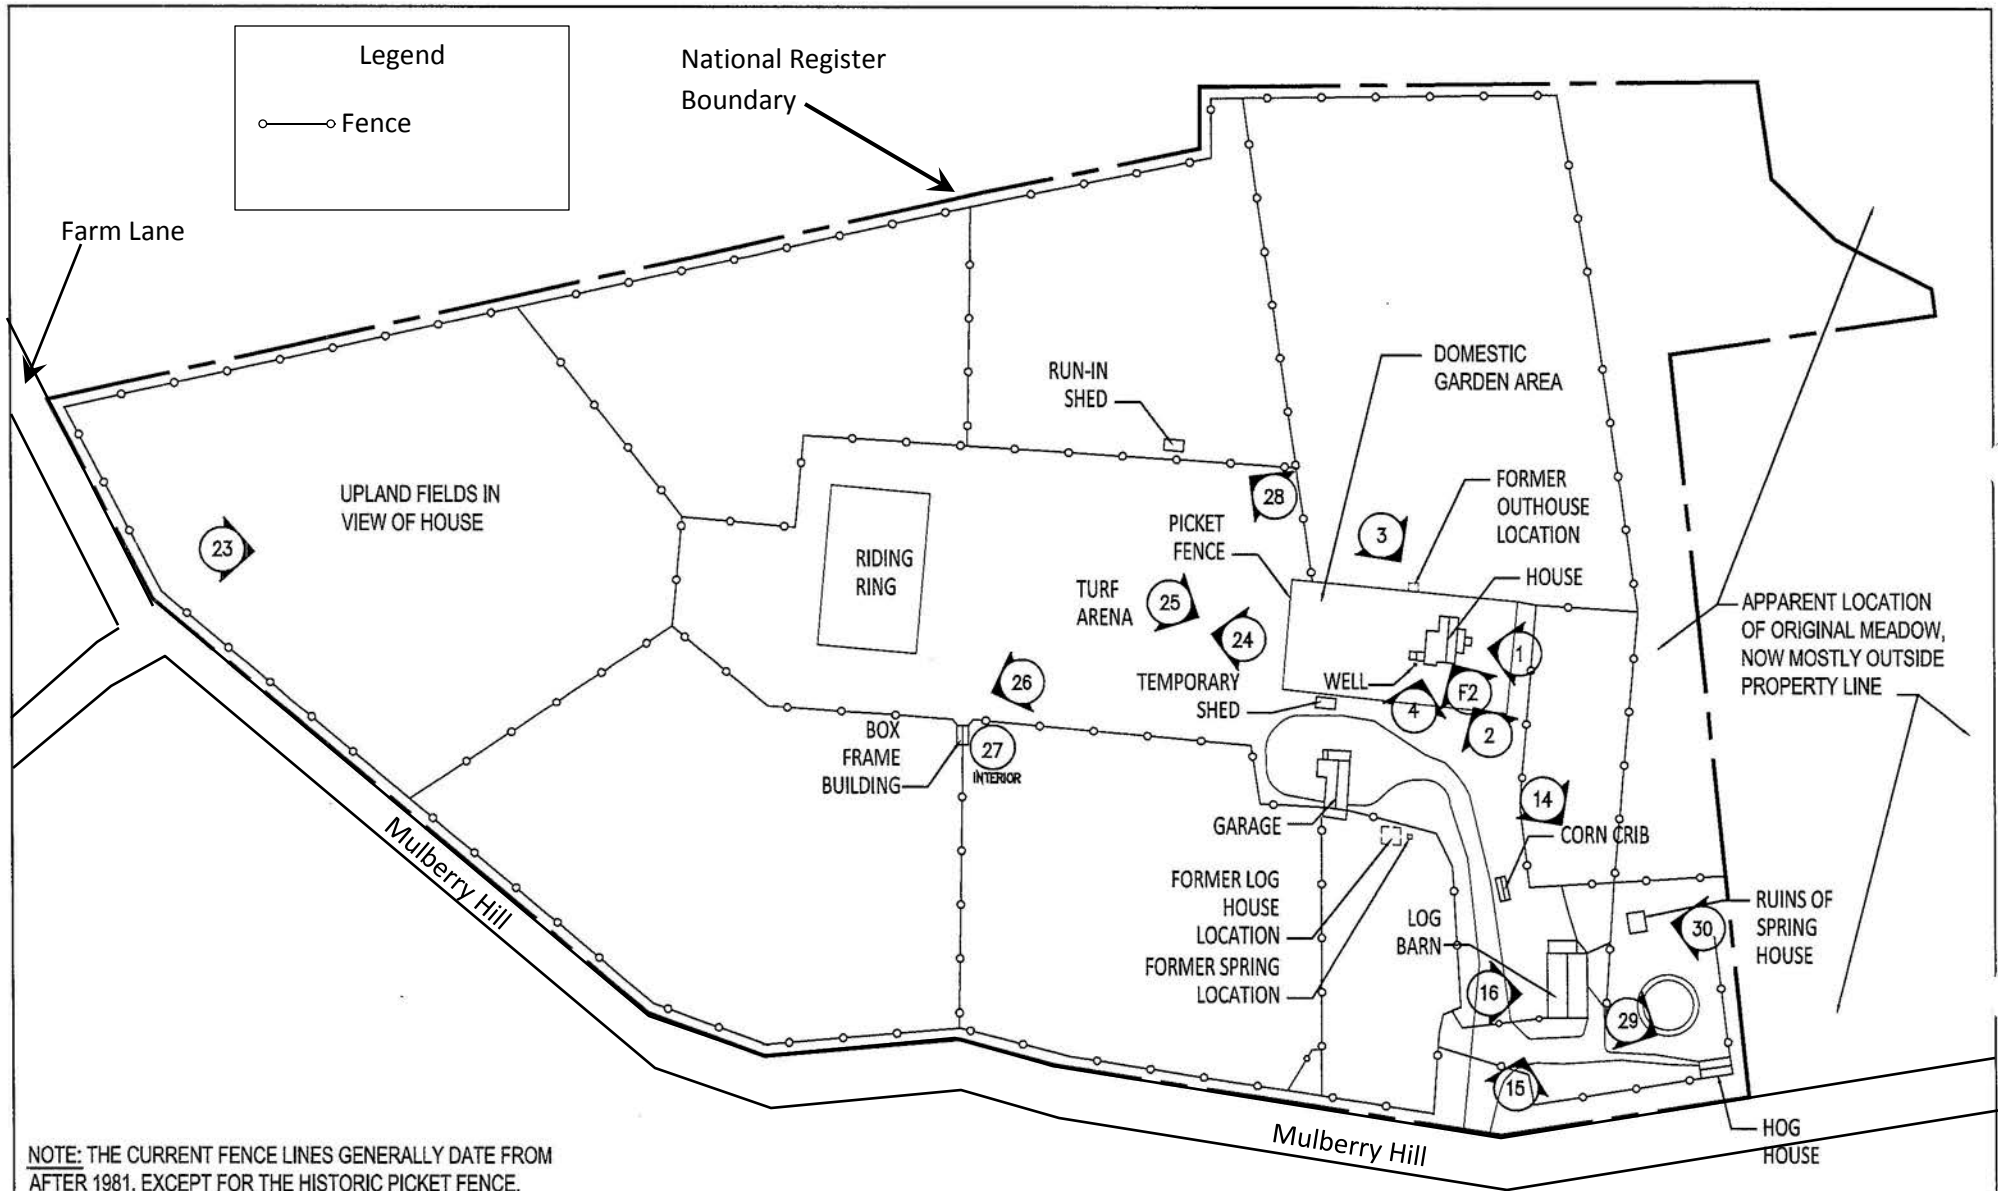 Legend
Fence
National Register
Boundary
Farm Lane
RUN-IN
SHED
DOMESTIC
GARDEN AREA
UPLAND FIELDS IN
VIEW OF HOUSE
23
28
3
FORMER
OUTHOUSE
LOCATION
PICKET
FENCE
RIDING
RING
TURF
ARENA
25
24
HOUSE
1
APPARENT LOCATION
OF ORIGINAL MEADOW,
NOW MOSTLY OUTSIDE
PROPERTY LINE
26
TEMPORARY
SHED
WELL
4
F2
2
BOX
FRAME
BUILDING
27
INTERIOR
14
GARAGE
CORN CRIB
Mulberry Hill
FORMER LOG
HOUSE
LOCATION
LOG
BARN
RUINS OF
SPRING
HOUSE
30
FORMER SPRING
LOCATION
16
29
15
HOG
HOUSE
Mulberry Hill
NOTE: THE CURRENT FENCE LINES GENERALLY DATE FROM
AFTER 1981, EXCEPT FOR THE HISTORIC PICKET FENCE.